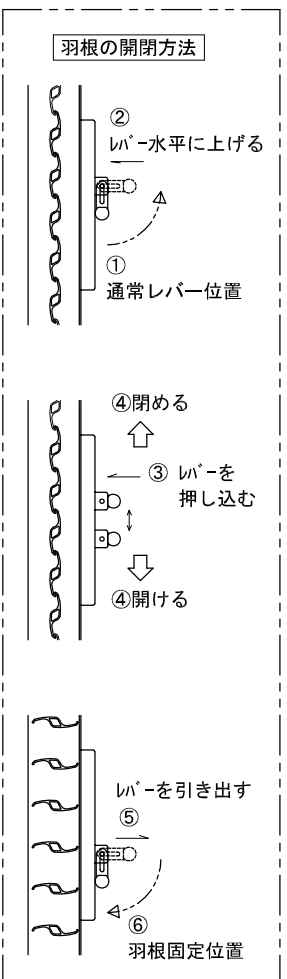 羽根の開閉方法
②
ﾚﾊﾞｰ水平に上げる
①
通常レバー位置
④閉める
③ ﾚﾊﾞｰを
押し込む
④開ける
ﾚﾊﾞｰを引き出す
⑤
⑥
羽根固定位置